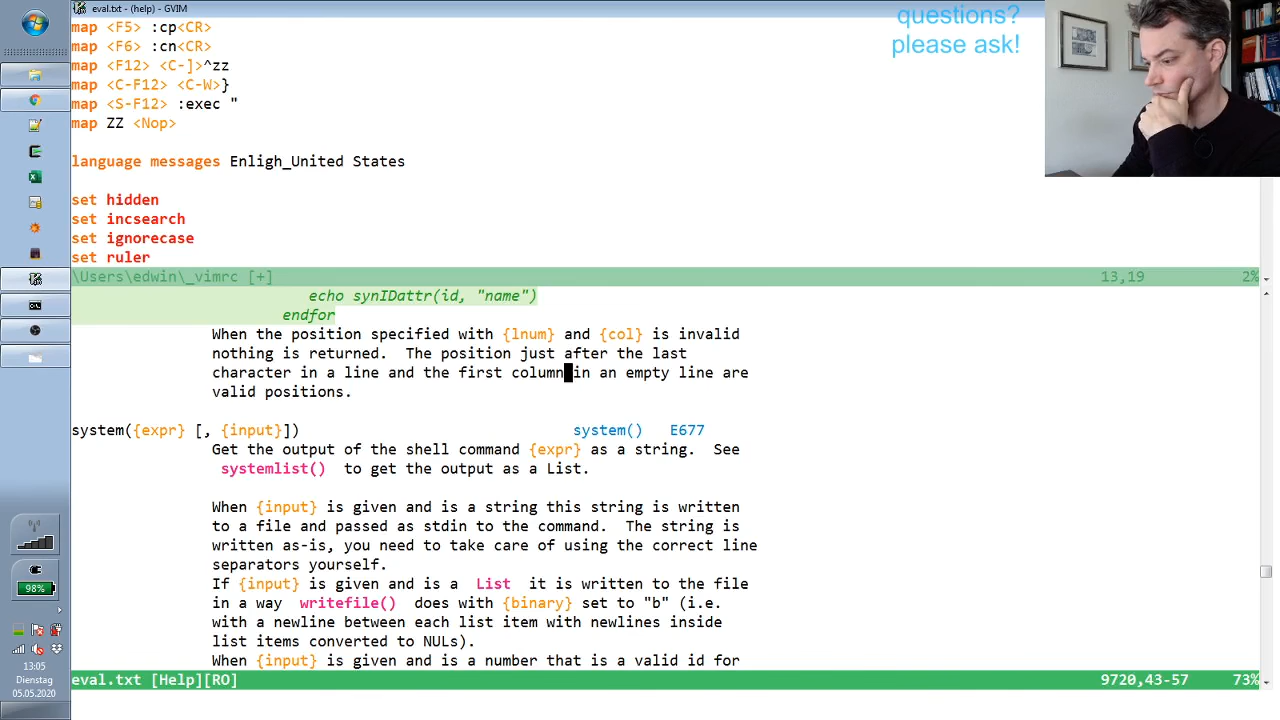 eval.txt - (help) - GVIM
questions?
please ask!
map <F5> :cp<CR>
map <F6> :cn<CR>
map <F12> <C-]>^zz
map <C-F12> <C-W>}
map <S-F12> :exec "
map ZZ <Nop>
language messages Enligh_United States
set hidden
set incsearch
set ignorecase
set ruler
\Users\edwin\_vimrc [+] 13,19 2%
echo synIDattr(id, "name")
endfor
When the position specified with {lnum} and {col} is invalid
nothing is returned.  The position just after the last
character in a line and the first column in an empty line are
valid positions.
system({expr} [, {input}]) system() E677
Get the output of the shell command {expr} as a string.  See
systemlist()  to get the output as a List.
When {input} is given and is a string this string is written
to a file and passed as stdin to the command.  The string is
written as-is, you need to take care of using the correct line
separators yourself.
If {input} is given and is a  List  it is written to the file
in a way  writefile()  does with {binary} set to "b" (i.e.
with a newline between each list item with newlines inside
list items converted to NULs).
When {input} is given and is a number that is a valid id for
eval.txt [Help][RO] 9720,43-57 73%
98%
13:05
Dienstag
05.05.2020